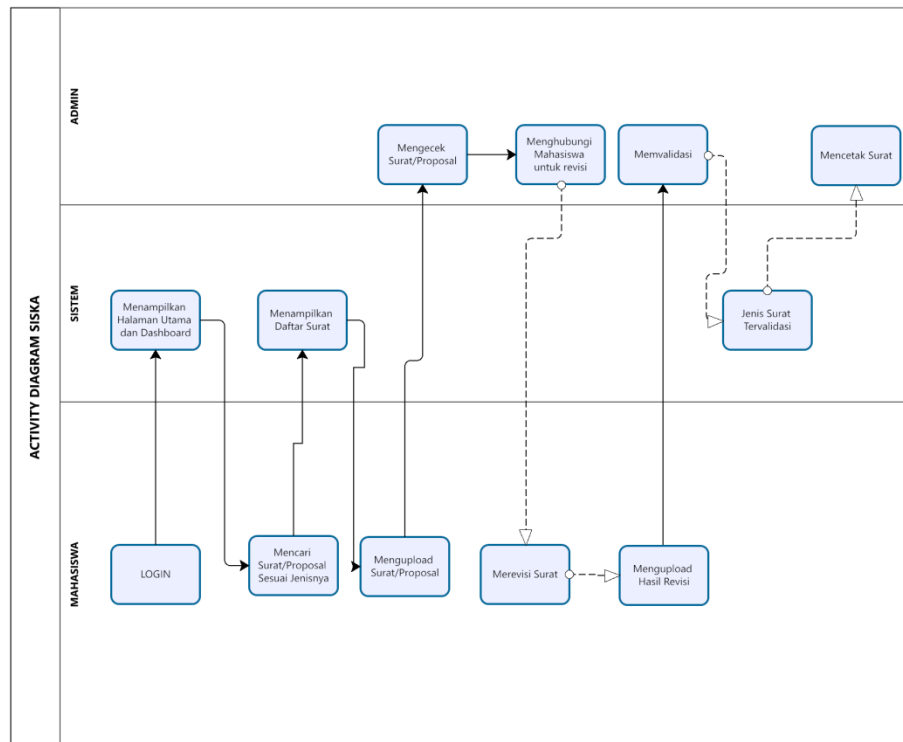 ACTIVITY DIAGRAM SISKA
ADMIN
Mengecek
Surat/Proposal
Menghubungi
Mahasiswa
untuk revisi
Memvalidasi
Mencetak Surat
SISTEM
Menampilkan
Halaman Utama
dan Dashboard
Menampilkan
Daftar Surat
Jenis Surat
Tervalidasi
MAHASISWA
LOGIN
Mencari
Surat/Proposal
Sesuai Jenisnya
Mengupload
Surat/Proposal
Merevisi Surat
Mengupload
Hasil Revisi